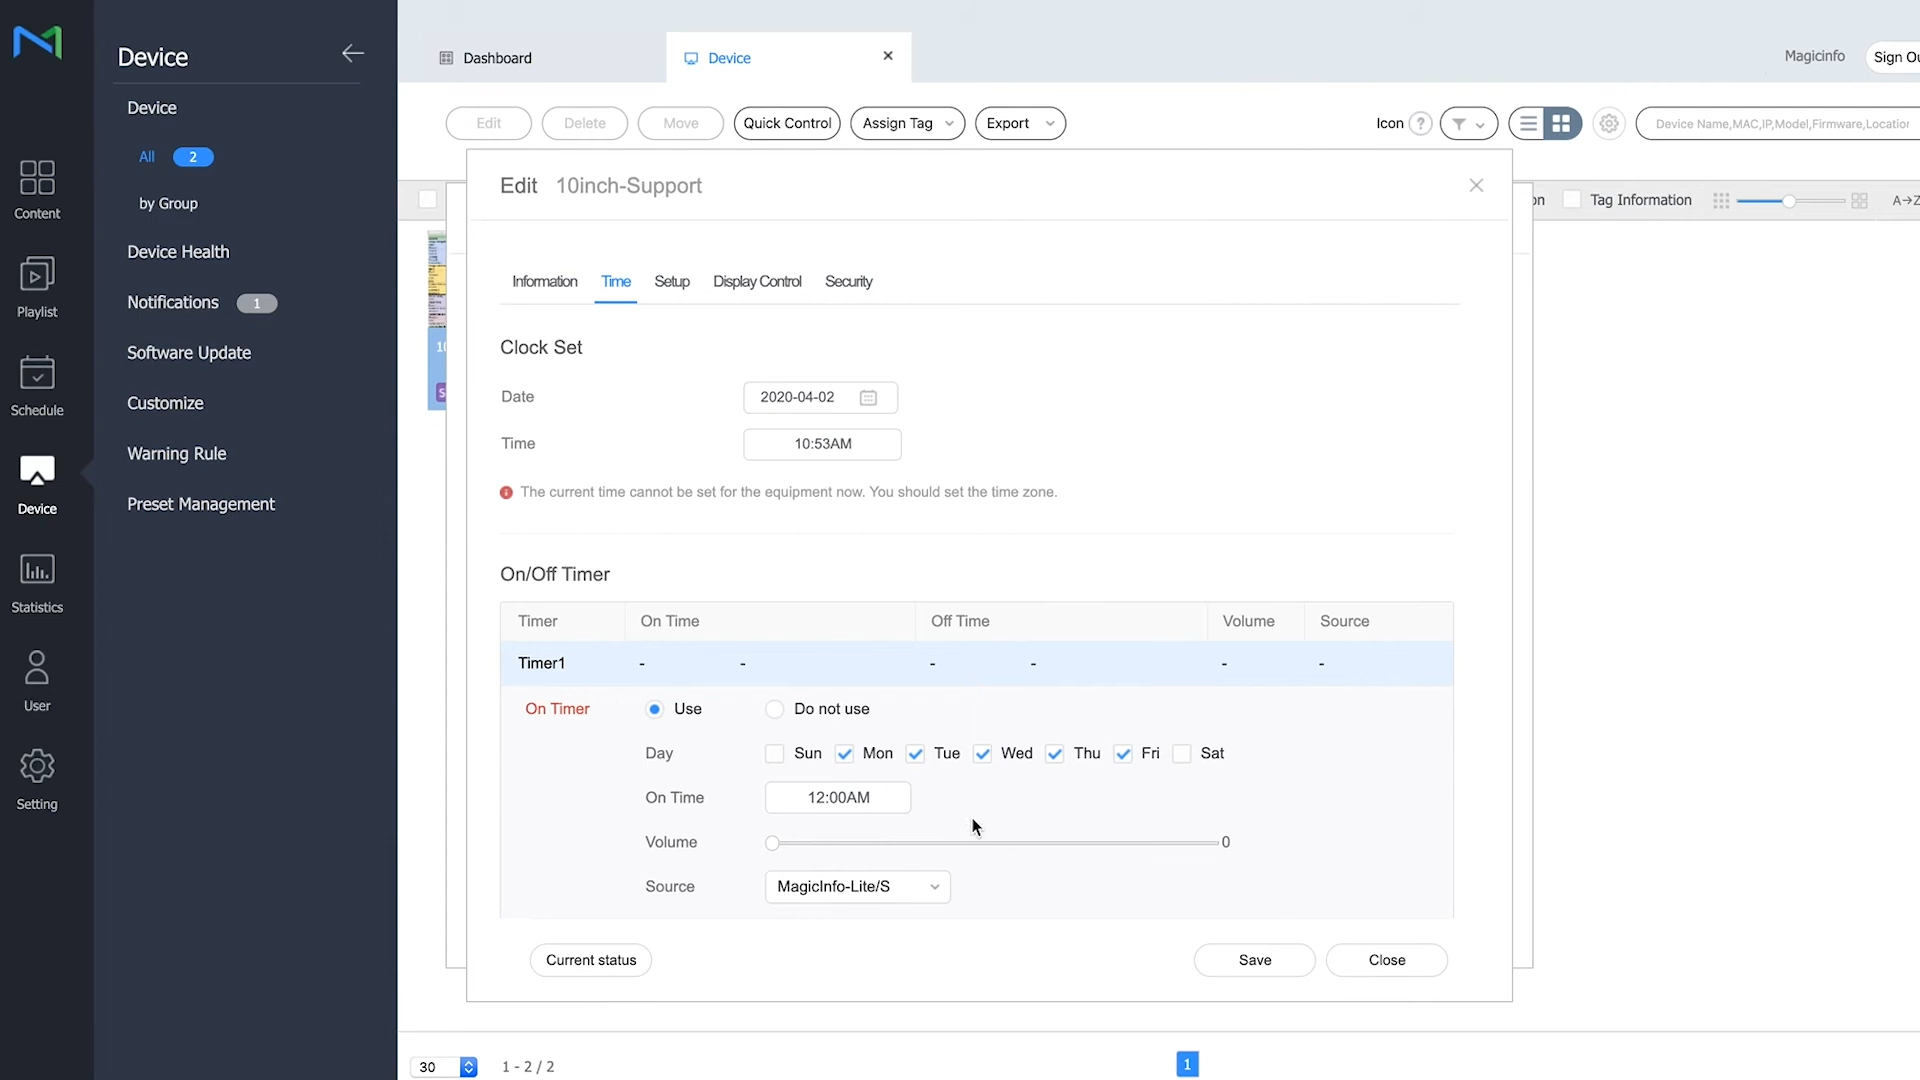 Device
Dashboard
Device
Magicinfo
Device
Edit
Delete
Move
Quick Control
Assign Tag
Export
Icon
?
Device Name,MAC,IP,Model,Firmware,Location
All 2
Edit 10inch-Support
Content
by Group
Tag Information
A→Z
Device Health
Information Time Setup Display Control Security
Notifications 1
Playlist
Software Update
Clock Set
Schedule
Customize
Date 2020-04-02
Time 10:53AM
Warning Rule
Device
Preset Management
The current time cannot be set for the equipment now. You should set the time zone.
On/Off Timer
Statistics
Timer On Time Off Time Volume Source
Timer1 - - - - - -
User
On Timer Use Do not use
Day Sun Mon Tue Wed Thu Fri Sat
Setting
On Time 12:00AM
Volume 0
Source MagicInfo-Lite/S
Current status
Save
Close
30 1 - 2 / 2
1